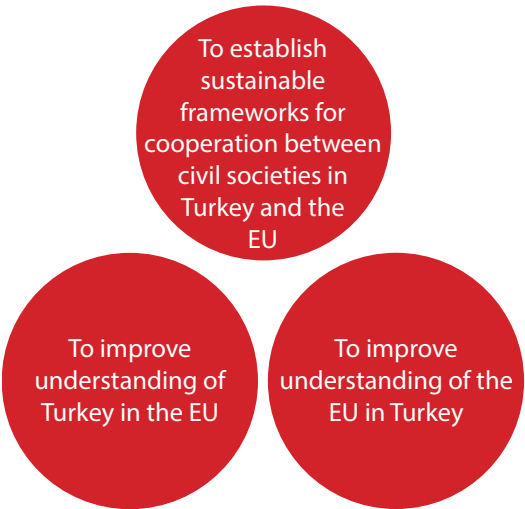 To establish
sustainable
frameworks for
cooperation between
civil societies in
Turkey and the
EU
To improve
understanding of
Turkey in the EU
To improve
understanding of the
EU in Turkey